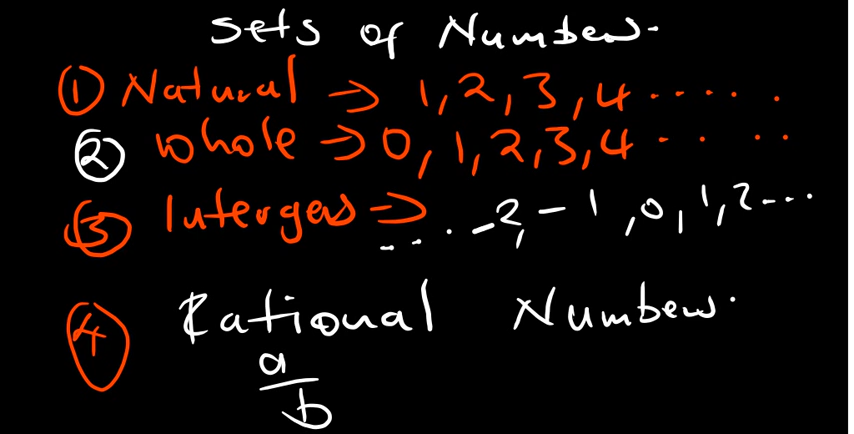 Sets of Numbers.
① Natural → 1, 2, 3, 4 . . . . . .
② Whole → 0, 1, 2, 3, 4 . . . .
③ Intergers → . . . . -2, -1, 0, 1, 2 - - - .
④ Rational Numbers.
a
b